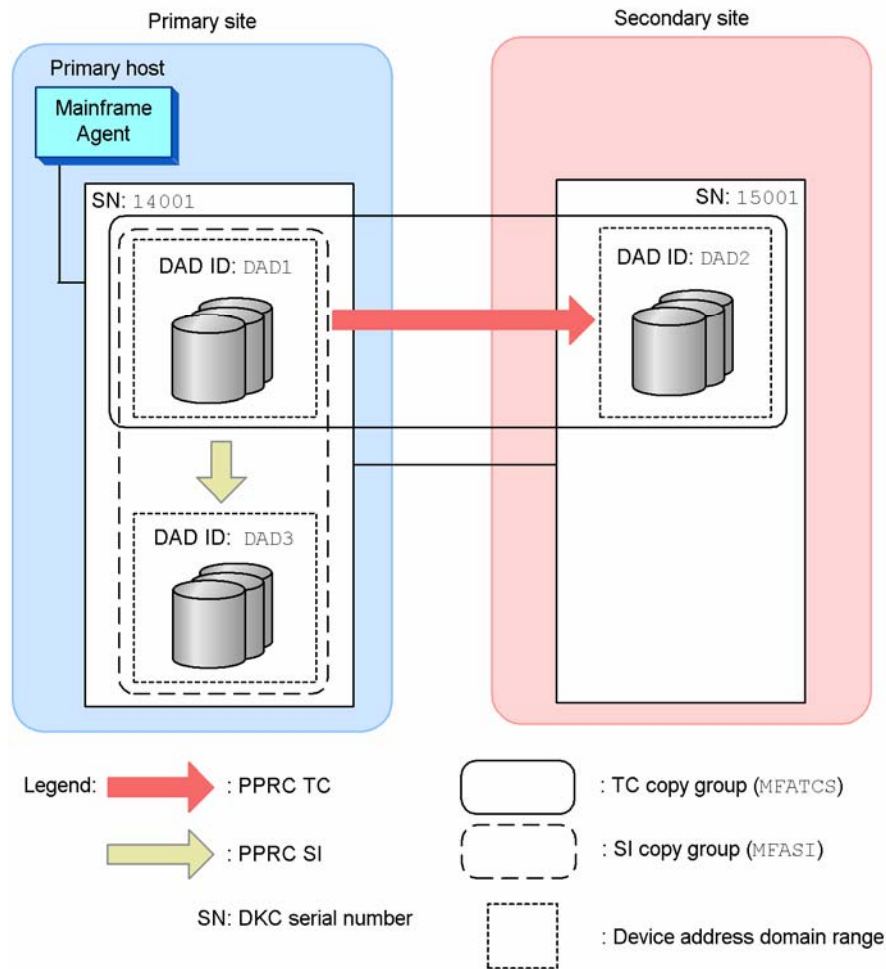 Primary site
Secondary site
Primary host
Mainframe
Agent
SN: 14001
SN: 15001
DAD ID: DAD1
DAD ID: DAD2
DAD ID: DAD3
Legend:
: PPRC TC
: TC copy group (MFATCS)
: PPRC SI
: SI copy group (MFASI)
SN: DKC serial number
: Device address domain range